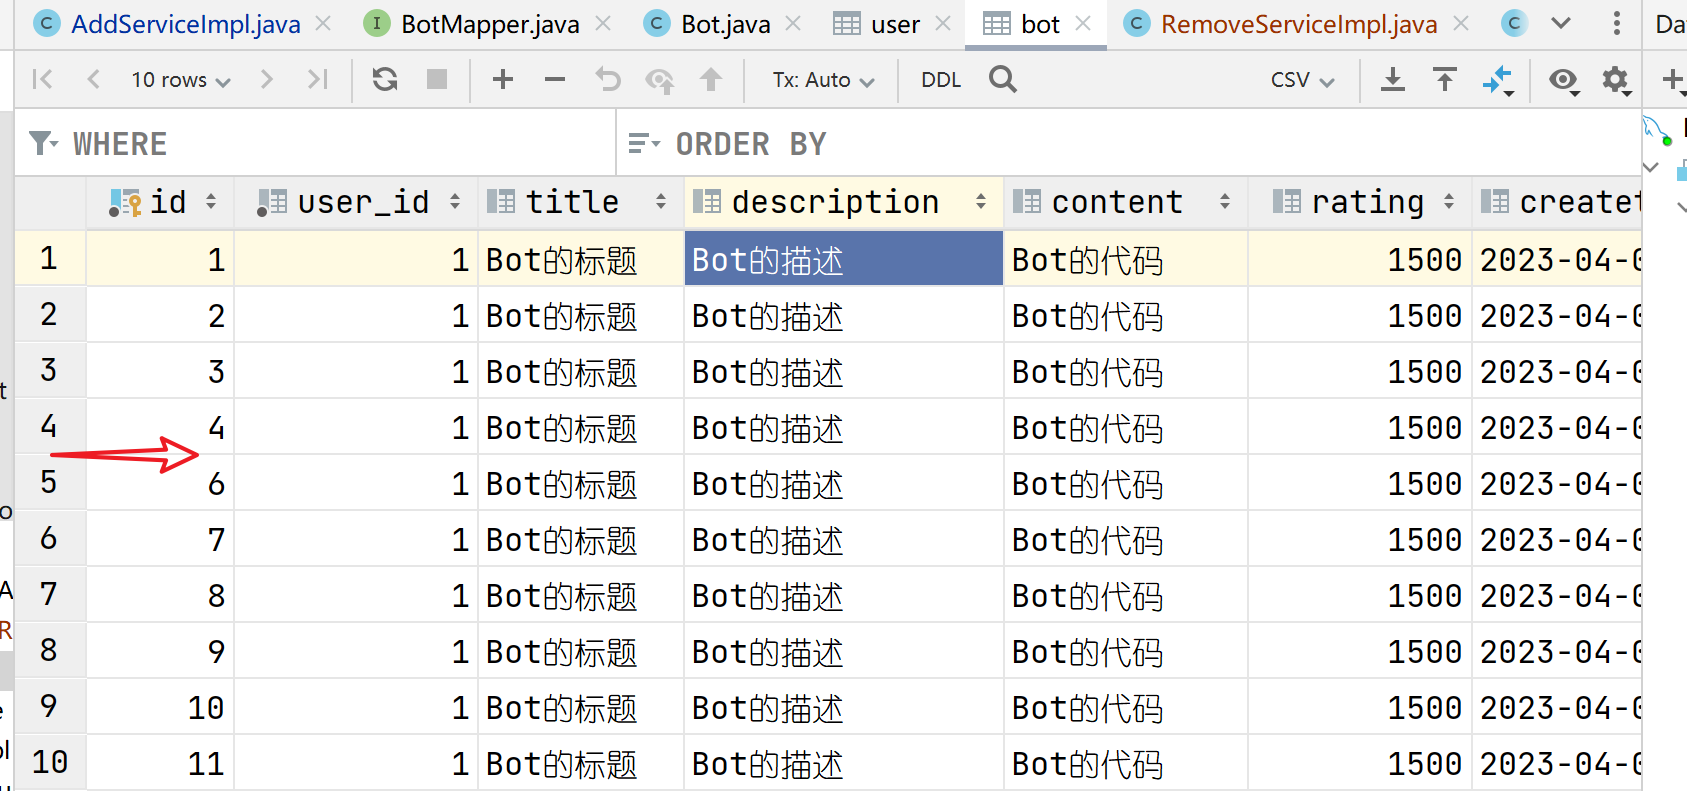 AddServiceImpl.java BotMapper.java Bot.java user bot RemoveServiceImpl.java
10 rows Tx: Auto DDL CSV
WHERE ORDER BY
id user_id title description content rating
1 1 1 Bot的标题 Bot的描述 Bot的代码 1500 2023-04-0
2 2 1 Bot的标题 Bot的描述 Bot的代码 1500 2023-04-0
3 3 1 Bot的标题 Bot的描述 Bot的代码 1500 2023-04-0
4 4 1 Bot的标题 Bot的描述 Bot的代码 1500 2023-04-0
5 6 1 Bot的标题 Bot的描述 Bot的代码 1500 2023-04-0
6 7 1 Bot的标题 Bot的描述 Bot的代码 1500 2023-04-0
7 8 1 Bot的标题 Bot的描述 Bot的代码 1500 2023-04-0
8 9 1 Bot的标题 Bot的描述 Bot的代码 1500 2023-04-0
9 10 1 Bot的标题 Bot的描述 Bot的代码 1500 2023-04-0
10 11 1 Bot的标题 Bot的描述 Bot的代码 1500 2023-04-0